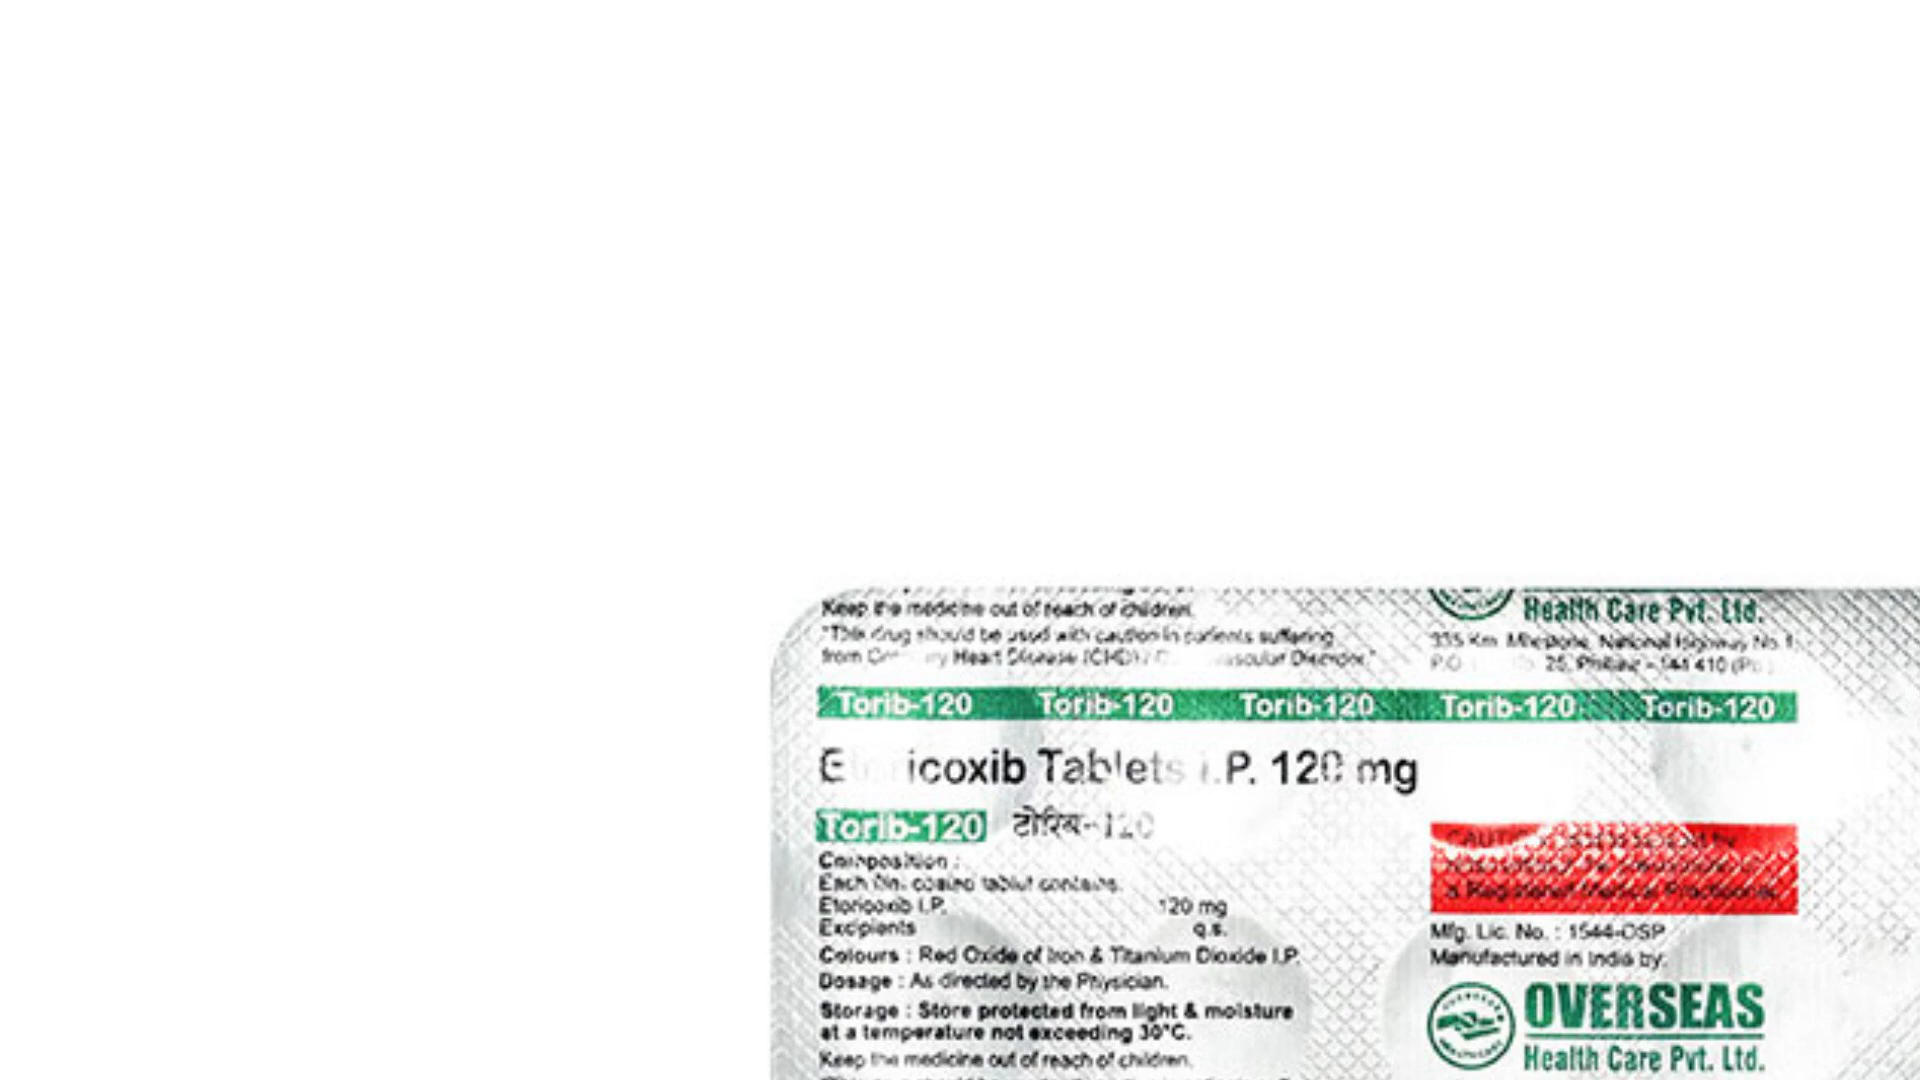 Keep the medicine out of reach of children.
"This drug should be used with caution in patients suffering
from Heart Disease (CHD) / Disorder."
Health Care Pvt. Ltd.
335 Km. Milestone, National Highway No.1,
P.O. 25, Phillaur - 144 410 (Pb.)
Torib-120 Torib-120 Torib-120 Torib-120 Torib-120
Etoricoxib Tablets I.P. 120 mg
Torib-120 टोरिब-120
Composition :
Each film coated tablet contains:
Etoricoxib I.P. 120 mg
Excipients q.s.
Colours : Red Oxide of Iron & Titanium Dioxide I.P.
Dosage : As directed by the Physician.
Storage : Store protected from light & moisture
at a temperature not exceeding 30°C.
Keep the medicine out of reach of children.
a Registered Medical Practitioner.
Mfg. Lic. No. : 1544-OSP
Manufactured in India by:
OVERSEAS
Health Care Pvt. Ltd.